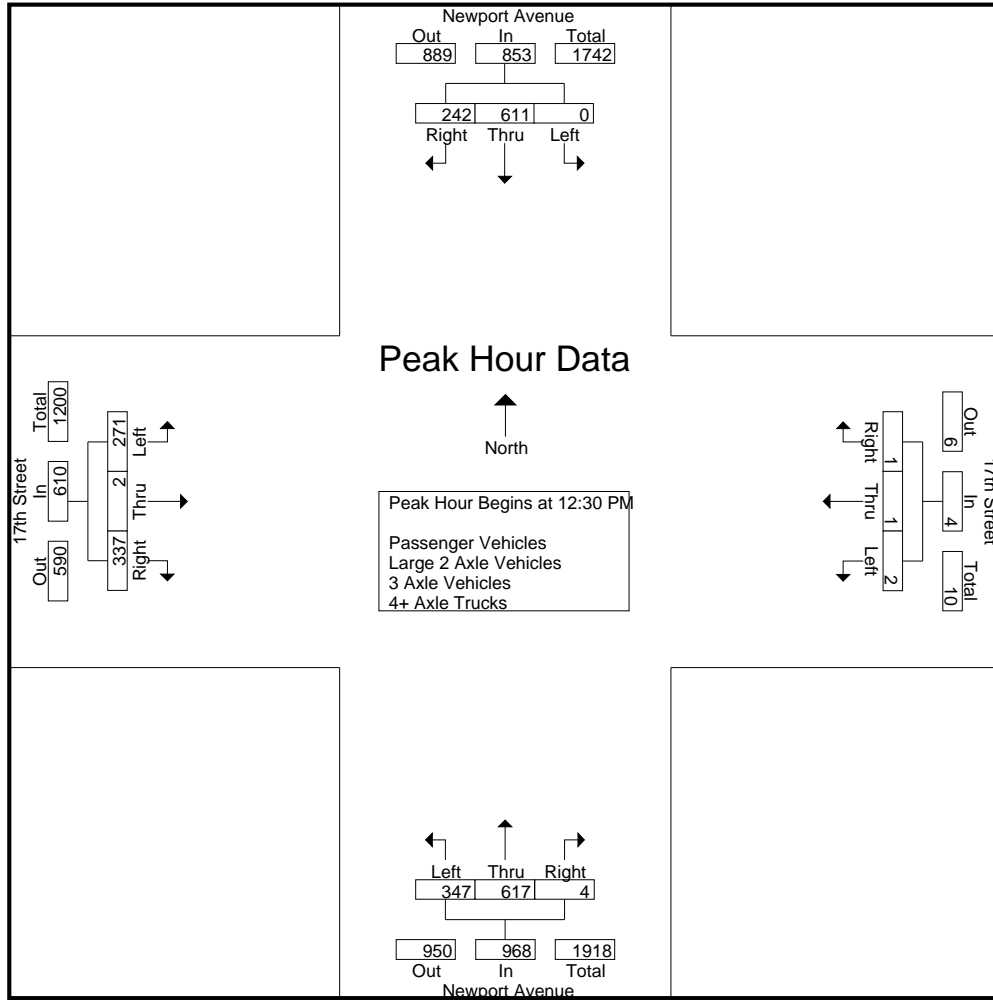 Newport Avenue
Out In Total
889 853 1742
242 611 0
Right Thru Left
Peak Hour Data
North
Peak Hour Begins at 12:30 PM
Passenger Vehicles
Large 2 Axle Vehicles
3 Axle Vehicles
4+ Axle Trucks
17th Street
Out In Total
590 610 1200
337 2 271
Right Thru Left
17th Street
Out In Total
6 4 10
1 1 2
Right Thru Left
Left Thru Right
347 617 4
950 968 1918
Out In Total
Newport Avenue